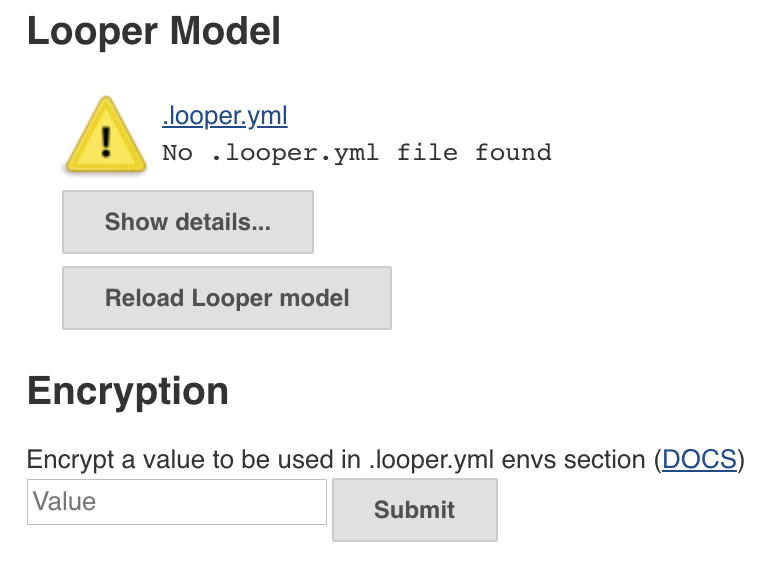 Looper Model
.looper.yml
No .looper.yml file found
Show details...
Reload Looper model
Encryption
Encrypt a value to be used in .looper.yml envs section (DOCS)
Value Submit